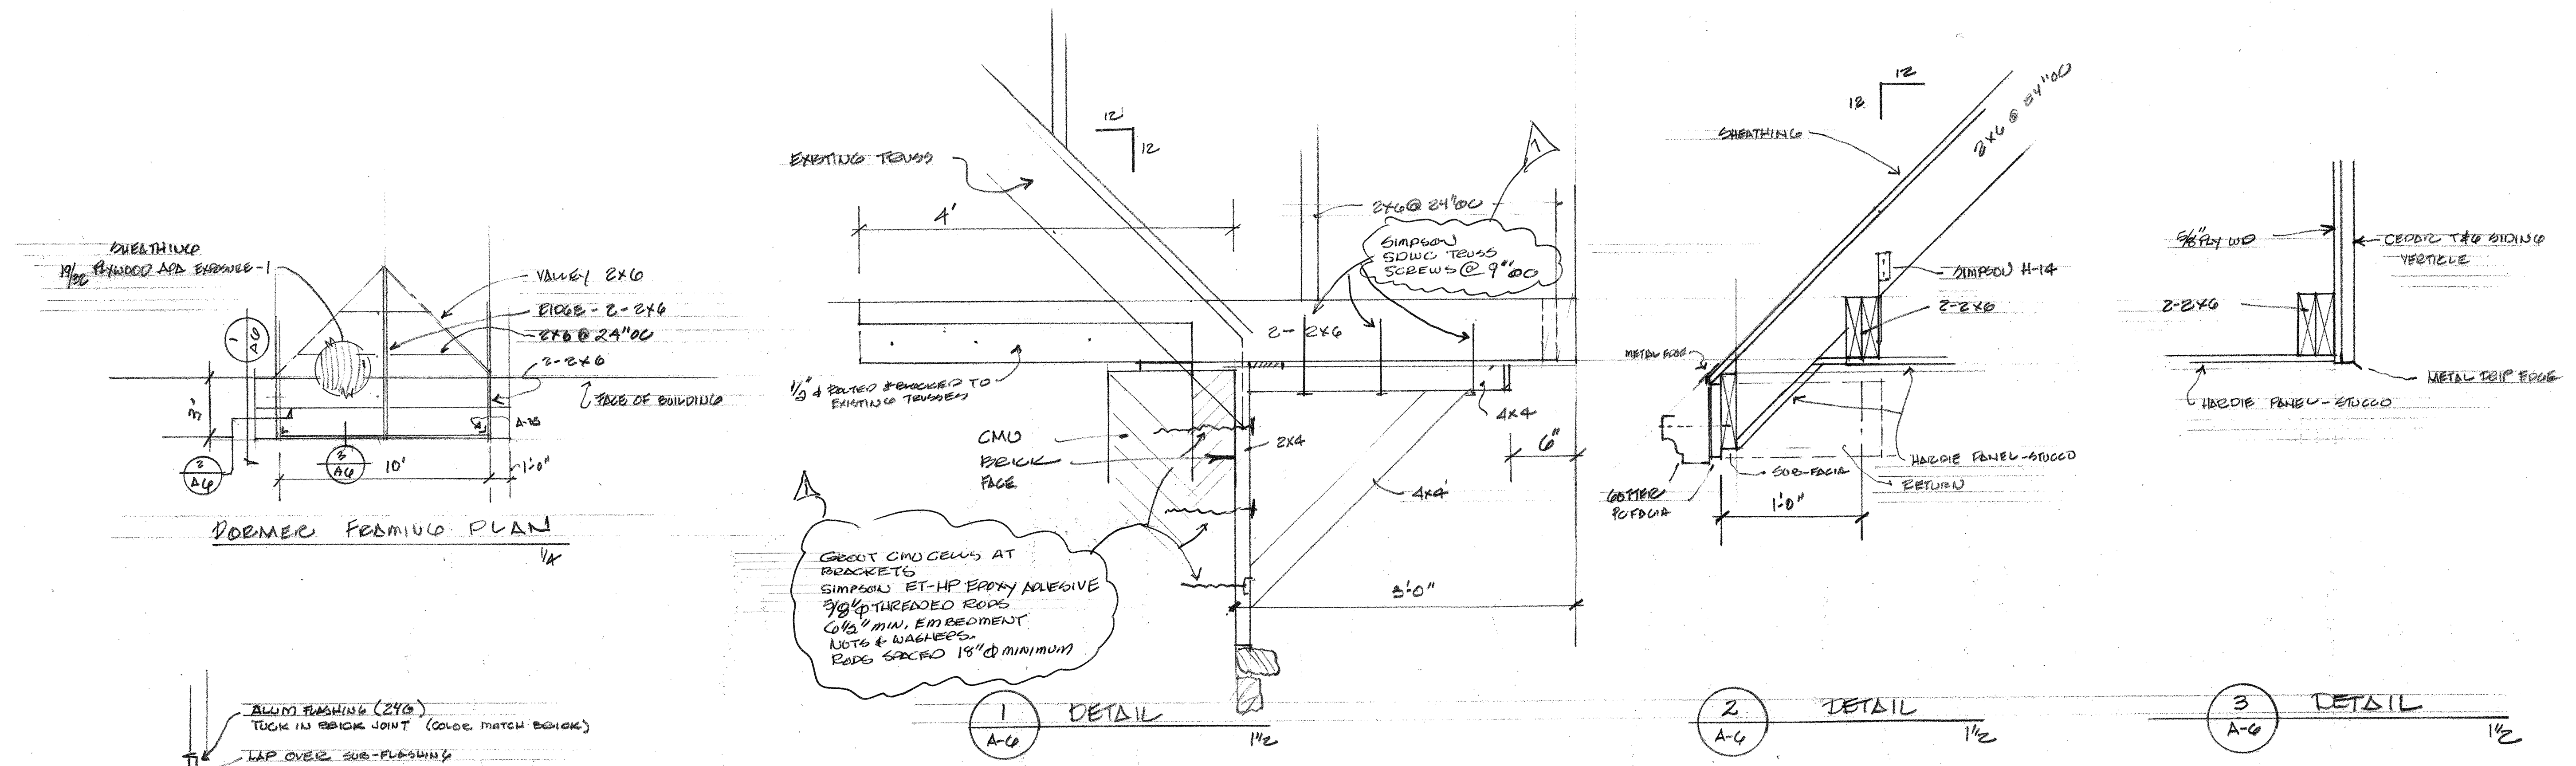 SHEATHING
19/32 PLYWOOD APA EXPOSURE-1
VALLEY 2X6
RIDGE - 2-2X6
2X6 @ 24"OC
2-2X6
FACE OF BUILDING
1
A6
3'
A-35
2
A6
3
A6
10'
1'-0"
DORMER FRAMING PLAN
1/4
ALUM FLASHING (24G)
TUCK IN BRICK JOINT (COLOR MATCH BRICK)
LAP OVER SUB-FLASHING
EXISTING TRUSS
12
12
4'
2X6 @ 24"OC
1
SIMPSON
SDWC TRUSS
SCREWS @ 9"OC
2-2X6
1/2"ϕ BOLTED & BLOCKED TO
EXISTING TRUSSES
4X4
6"
CMU
BRICK
FACE
2X4
4X4
1
GROUT CMU CELLS AT
BRACKETS
SIMPSON ET-HP EPOXY ADHESIVE
5/8"ϕ THREADED RODS
6 1/2" MIN. EMBEDMENT
NUTS & WASHERS.
RODS SPACED 18"ϕ MINIMUM
3'-0"
1
A-6
DETAIL
1 1/2
12
12
SHEATHING
2X6 @ 24"OC
SIMPSON H-14
2-2X6
METAL EDGE
HARDIE PANEL-STUCCO
SUB-FACIA
RETURN
GUTTER
1'-0"
2
A-6
DETAIL
1 1/2
5/8" PLY WD
CEDAR T&G SIDING
VERTICLE
2-2X6
METAL DRIP EDGE
HARDIE PANEL-STUCCO
3
A-6
DETAIL
1 1/2